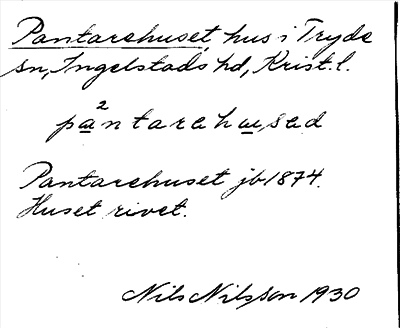 Pantarehuset, hus i Tryde
sn, Ingelstads hd, Krist. l.
2
pantarehused
Pantarehuset jb 1874.
Huset rivet.
Nils Nilsson 1930